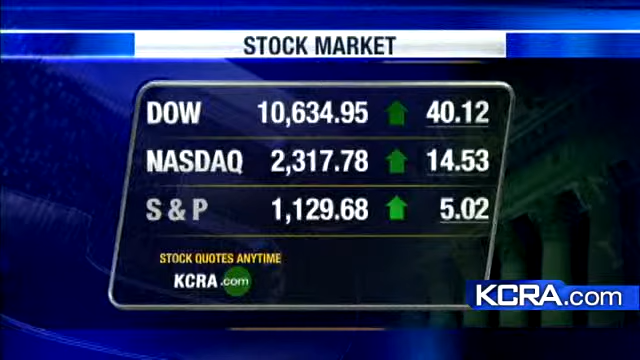 STOCK MARKET
DOW 10,634.95 40.12
NASDAQ 2,317.78 14.53
S & P 1,129.68 5.02
STOCK QUOTES ANYTIME
KCRA.com
KCRA.com